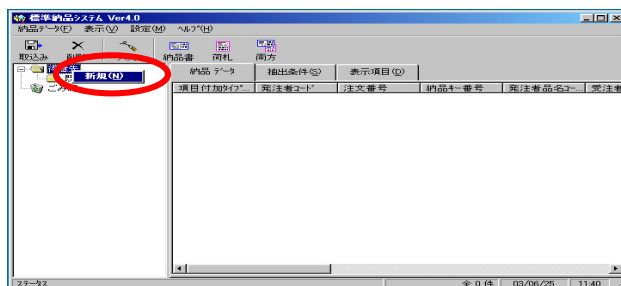 標準納品システム Ver4.0
納品データ(F) 表示(V) 設定(M) ヘルプ(H)
取込み 納品書 荷札 両方
新規(N)
納品データ 抽出条件(S) 表示項目(D)
項目付加タイプ... 発注者コード 注文番号 納品キー番号 発注者品名コー... 受注者
ステータス 全 0 件 03/06/25 11:40